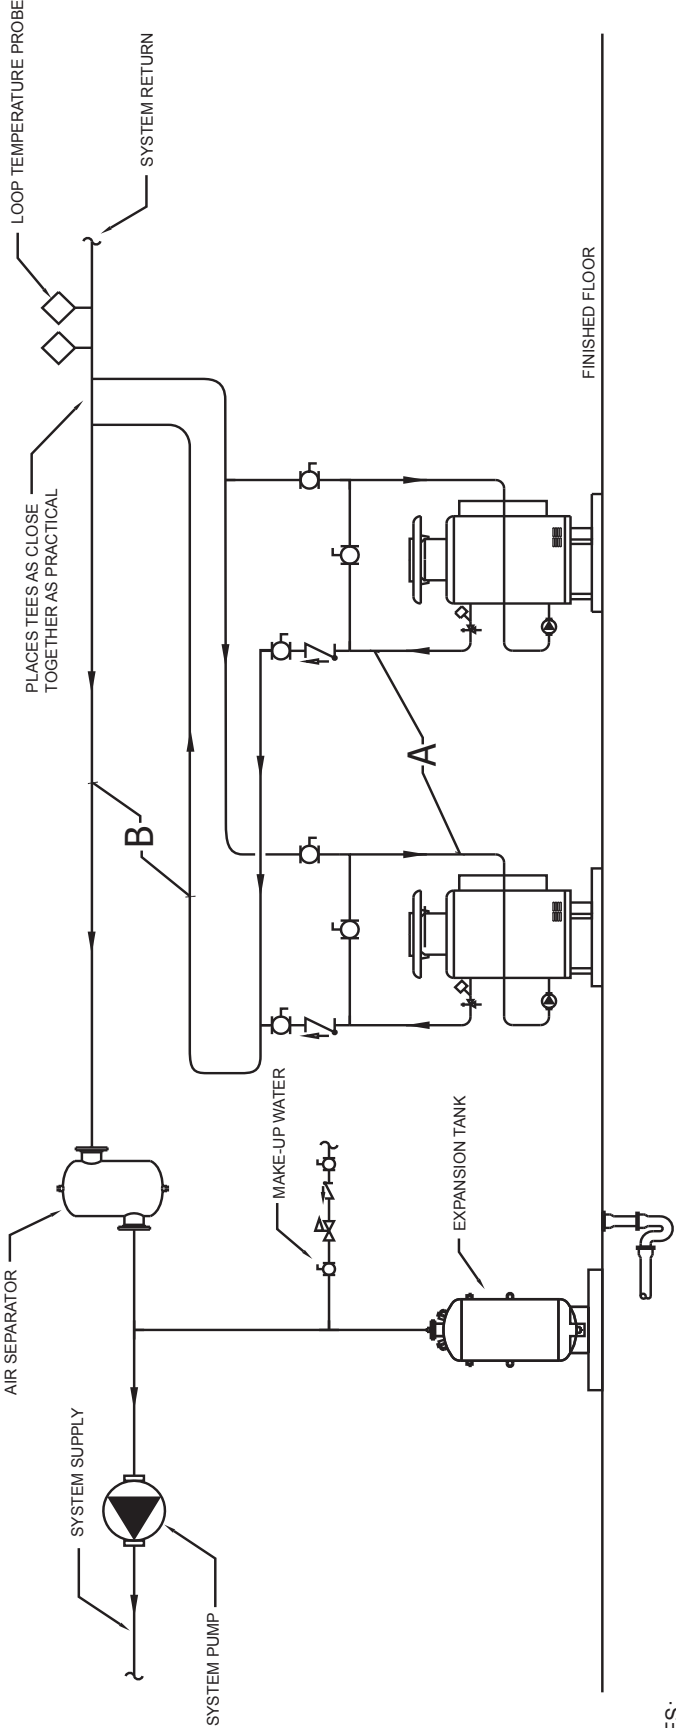 LOOP TEMPERATURE PROBE
SYSTEM RETURN
PLACES TEES AS CLOSE
TOGETHER AS PRACTICAL
FINISHED FLOOR
A
B
MAKE-UP WATER
EXPANSION TANK
AIR SEPARATOR
SYSTEM SUPPLY
SYSTEM PUMP